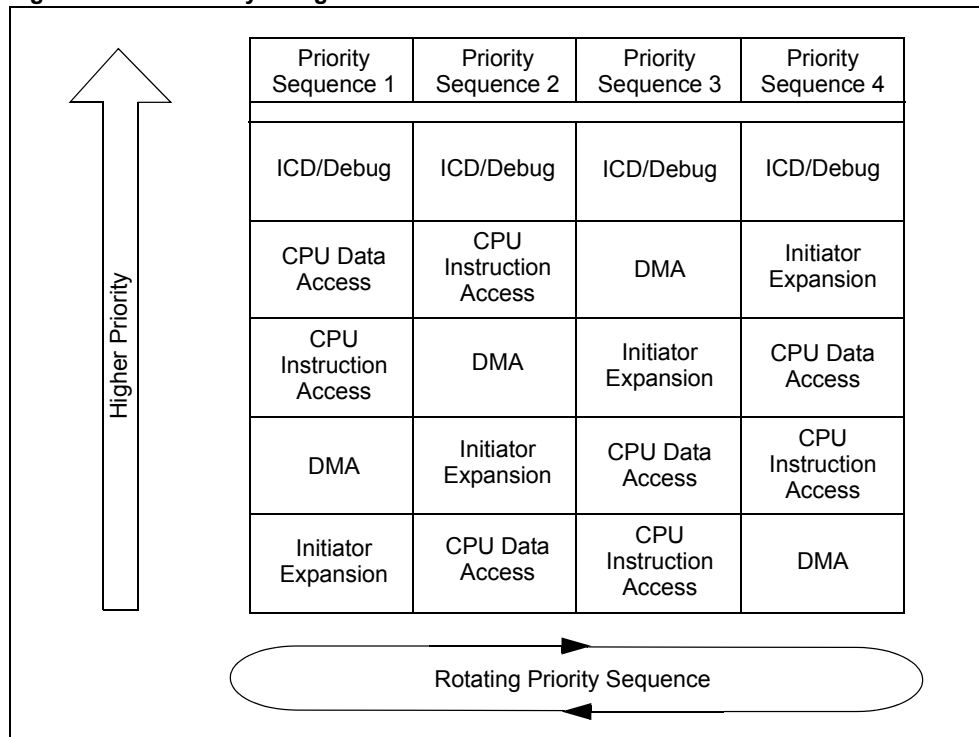 Priority Sequence 1
Priority Sequence 2
Priority Sequence 3
Priority Sequence 4
ICD/Debug
ICD/Debug
ICD/Debug
ICD/Debug
CPU Data Access
CPU Instruction Access
DMA
Initiator Expansion
CPU Instruction Access
DMA
Initiator Expansion
CPU Data Access
DMA
Initiator Expansion
CPU Data Access
CPU Instruction Access
Initiator Expansion
CPU Data Access
CPU Instruction Access
DMA
Higher Priority
Rotating Priority Sequence